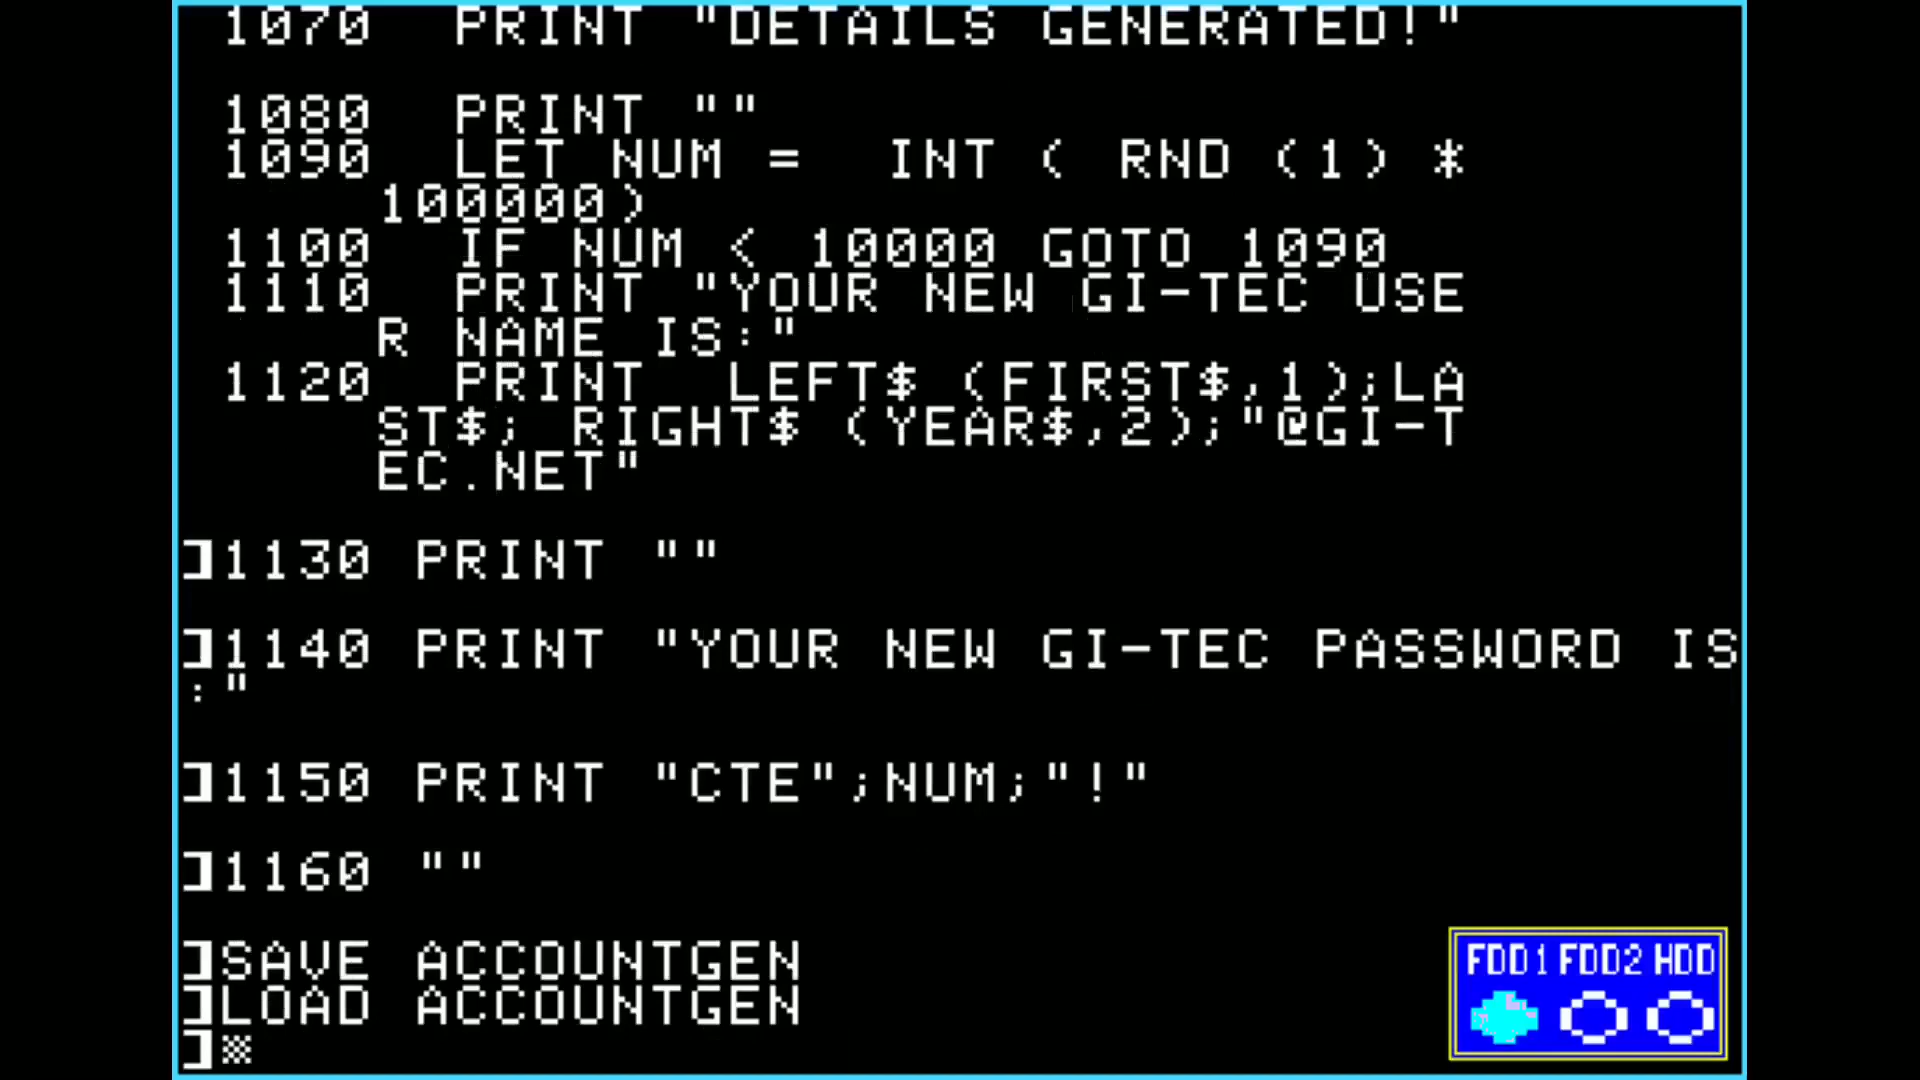 1070  PRINT "DETAILS GENERATED!"
1080  PRINT ""
1090  LET NUM =  INT ( RND (1) *
100000)
1100  IF NUM < 10000 GOTO 1090
1110  PRINT "YOUR NEW GI-TEC USE
R NAME IS:"
1120  PRINT  LEFT$ (FIRST$,1);LA
ST$; RIGHT$ (YEAR$,2);"@GI-T
EC.NET"
]1130 PRINT ""
]1140 PRINT "YOUR NEW GI-TEC PASSWORD IS
:"
]1150 PRINT "CTE";NUM;"!"
]1160 ""
]SAVE ACCOUNTGEN
]LOAD ACCOUNTGEN
]
FDD1 FDD2 HDD